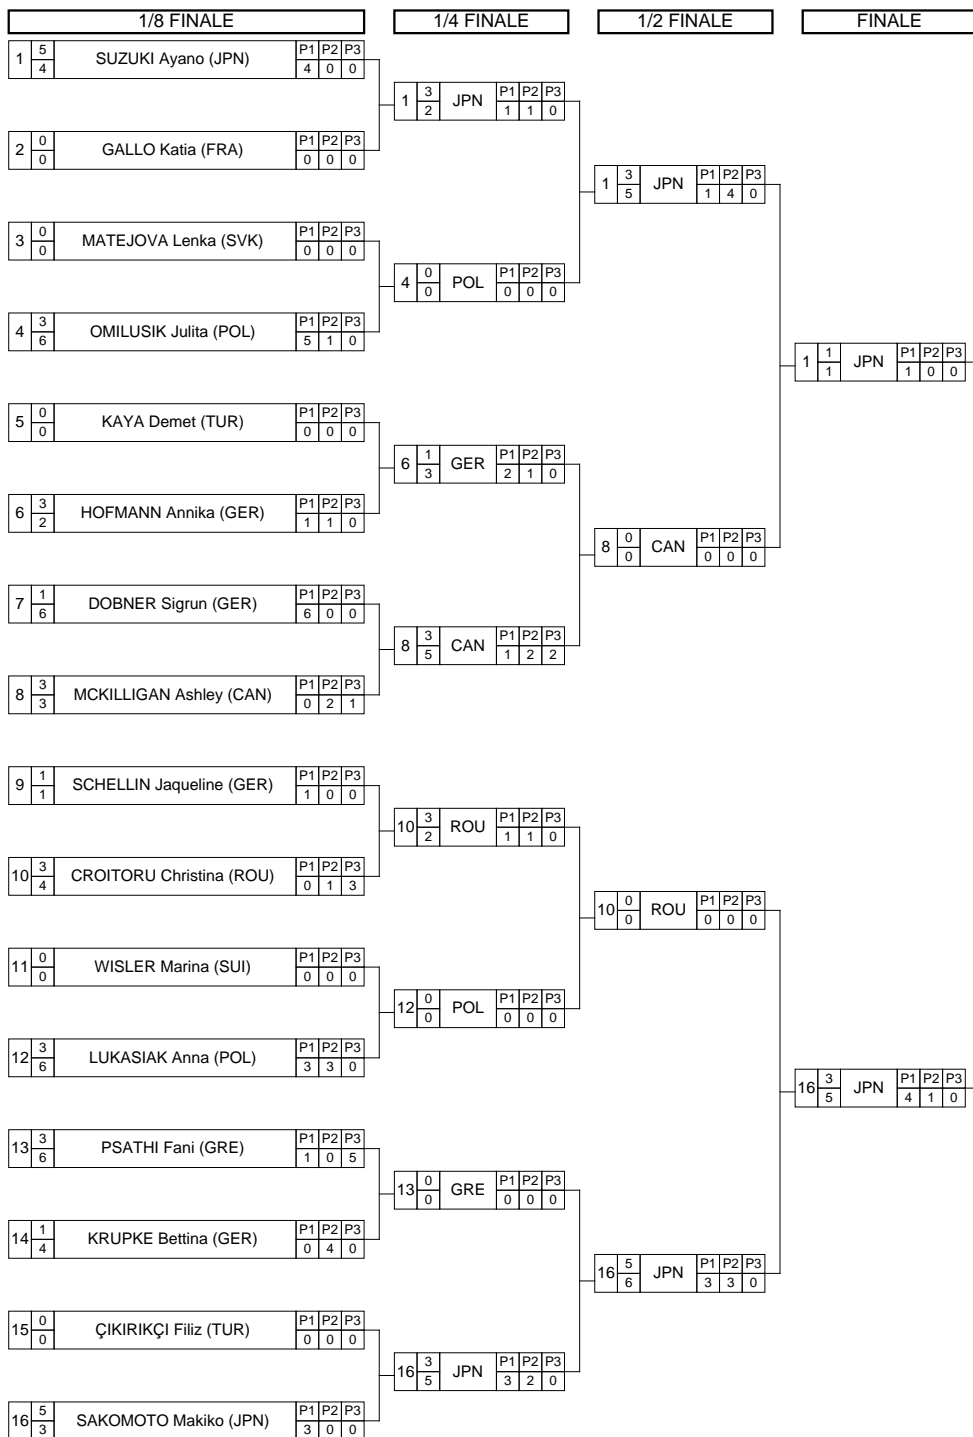 1/8 FINALE 1/4 FINALE 1/2 FINALE FINALE
1 5 4 SUZUKI Ayano (JPN) P1 P2 P3 4 0 0
2 0 0 GALLO Katia (FRA) P1 P2 P3 0 0 0
3 0 0 MATEJOVA Lenka (SVK) P1 P2 P3 0 0 0
4 3 6 OMILUSIK Julita (POL) P1 P2 P3 5 1 0
5 0 0 KAYA Demet (TUR) P1 P2 P3 0 0 0
6 3 2 HOFMANN Annika (GER) P1 P2 P3 1 1 0
7 1 6 DOBNER Sigrun (GER) P1 P2 P3 6 0 0
8 3 3 MCKILLIGAN Ashley (CAN) P1 P2 P3 0 2 1
9 1 1 SCHELLIN Jaqueline (GER) P1 P2 P3 1 0 0
10 3 4 CROITORU Christina (ROU) P1 P2 P3 0 1 3
11 0 0 WISLER Marina (SUI) P1 P2 P3 0 0 0
12 3 6 LUKASIAK Anna (POL) P1 P2 P3 3 3 0
13 3 6 PSATHI Fani (GRE) P1 P2 P3 1 0 5
14 1 4 KRUPKE Bettina (GER) P1 P2 P3 0 4 0
15 0 0 ÇIKIRIKÇI Filiz (TUR) P1 P2 P3 0 0 0
16 5 3 SAKOMOTO Makiko (JPN) P1 P2 P3 3 0 0
1 3 2 JPN P1 P2 P3 1 1 0
4 0 0 POL P1 P2 P3 0 0 0
6 1 3 GER P1 P2 P3 2 1 0
8 3 5 CAN P1 P2 P3 1 2 2
10 3 2 ROU P1 P2 P3 1 1 0
12 0 0 POL P1 P2 P3 0 0 0
13 0 0 GRE P1 P2 P3 0 0 0
16 3 5 JPN P1 P2 P3 3 2 0
1 3 5 JPN P1 P2 P3 1 4 0
8 0 0 CAN P1 P2 P3 0 0 0
10 0 0 ROU P1 P2 P3 0 0 0
16 5 6 JPN P1 P2 P3 3 3 0
1 1 1 JPN P1 P2 P3 1 0 0
16 3 5 JPN P1 P2 P3 4 1 0